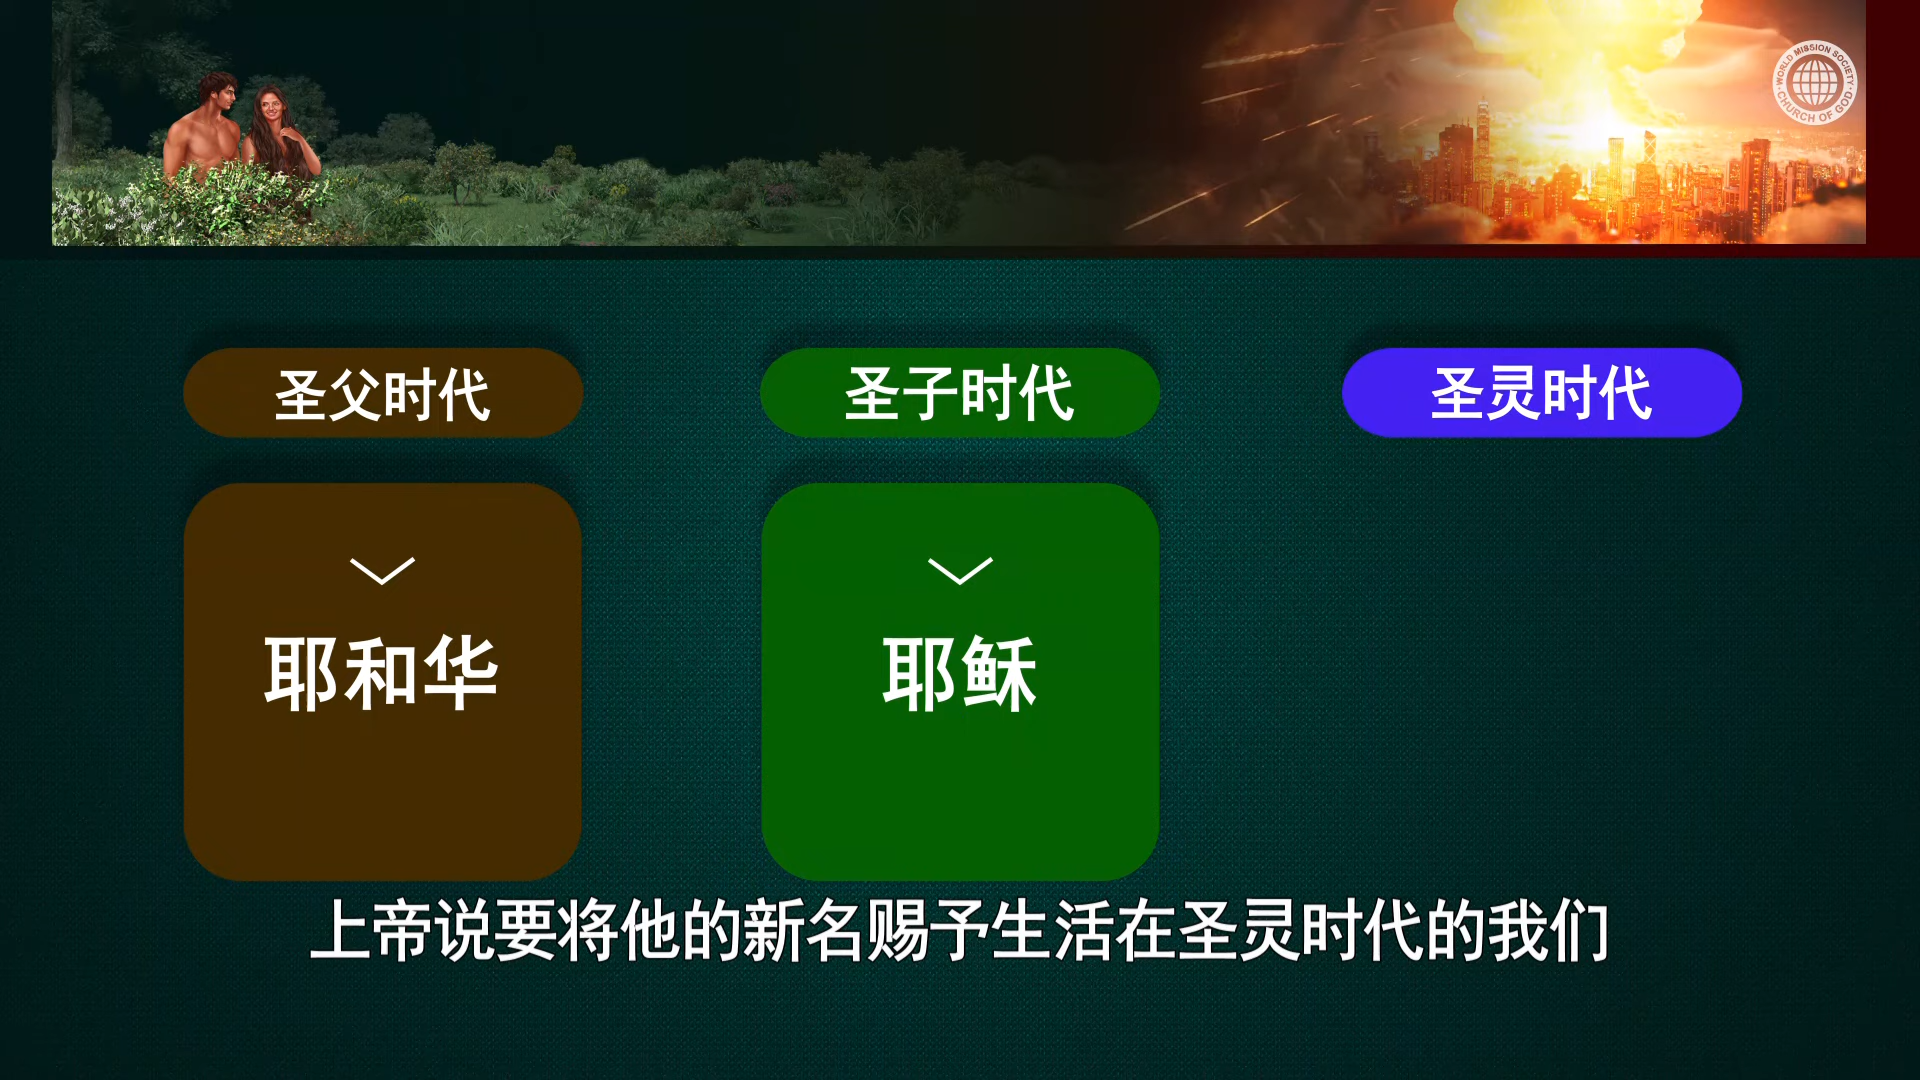 WORLD MISSION SOCIETY
CHURCH OF GOD
圣父时代
圣子时代
圣灵时代
耶和华
耶稣
上帝说要将他的新名赐予生活在圣灵时代的我们